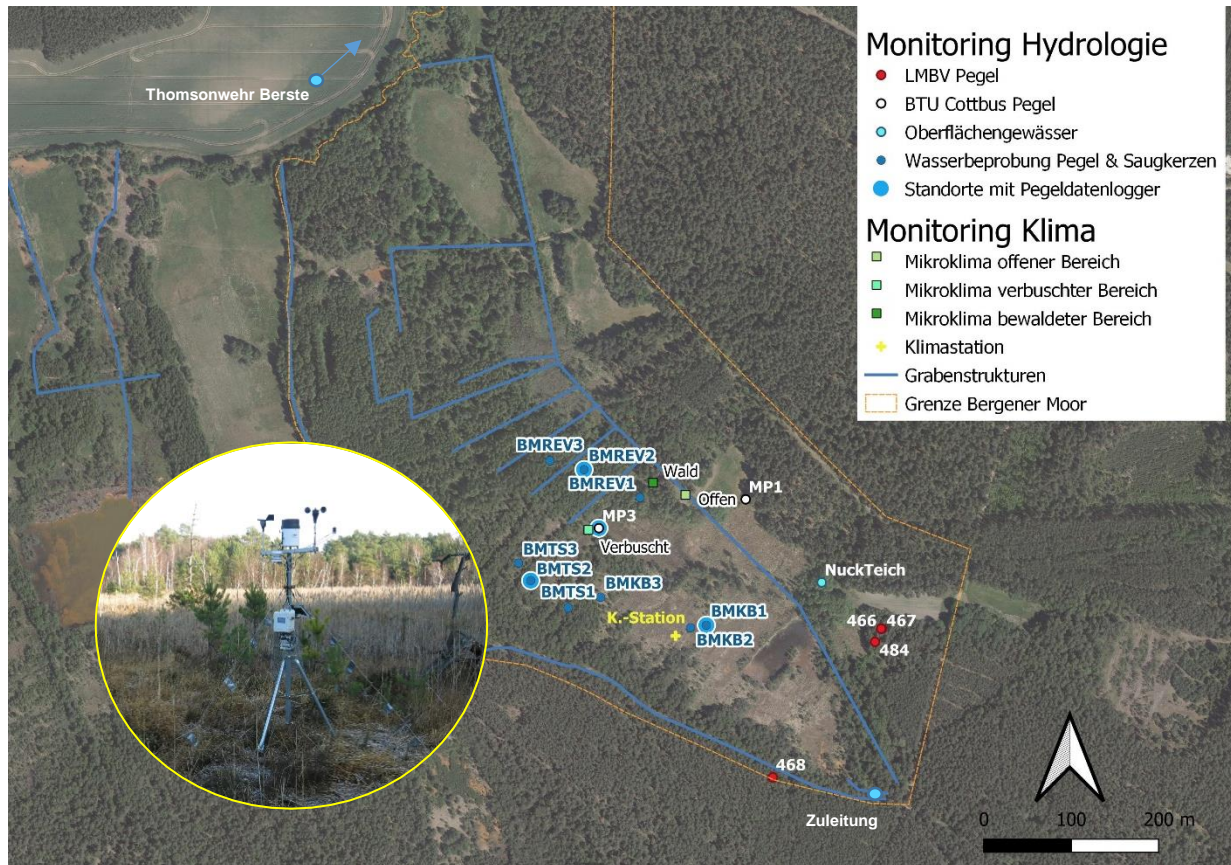 Monitoring Hydrologie
LMBV Pegel
BTU Cottbus Pegel
Oberflächengewässer
Wasserbeprobung Pegel & Saugkerzen
Standorte mit Pegeldatenlogger
Monitoring Klima
Mikroklima offener Bereich
Mikroklima verbuschter Bereich
Mikroklima bewaldeter Bereich
Klimastation
Grabenstrukturen
Grenze Bergener Moor
Thomsonwehr Berste
BMREV3
BMREV2
Wald
BMREV1
Offen
MP1
MP3
Verbuscht
BMTS3
BMTS2
BMTS1
BMKB3
NuckTeich
K.-Station
BMKB1
BMKB2
466 467
484
468
Zuleitung
0 100 200 m